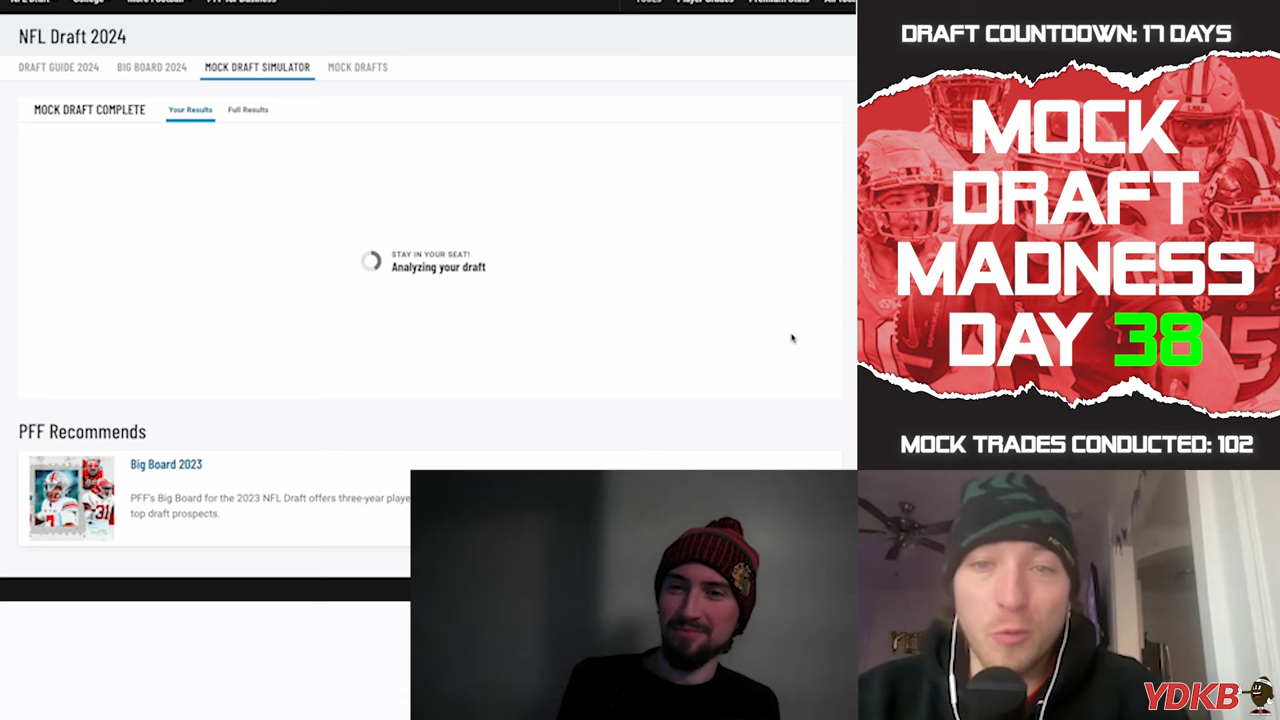 NFL Draft 2024
DRAFT GUIDE 2024 BIG BOARD 2024 MOCK DRAFT SIMULATOR MOCK DRAFTS
MOCK DRAFT COMPLETE Your Results Full Results
STAY IN YOUR SEAT!
Analyzing your draft
PFF Recommends
Big Board 2023
PFF's Big Board for the 2023 NFL Draft offers three-year playe
top draft prospects.
DRAFT COUNTDOWN: 17 DAYS
MOCK
DRAFT
MADNESS
DAY 38
MOCK TRADES CONDUCTED: 102
YDKB